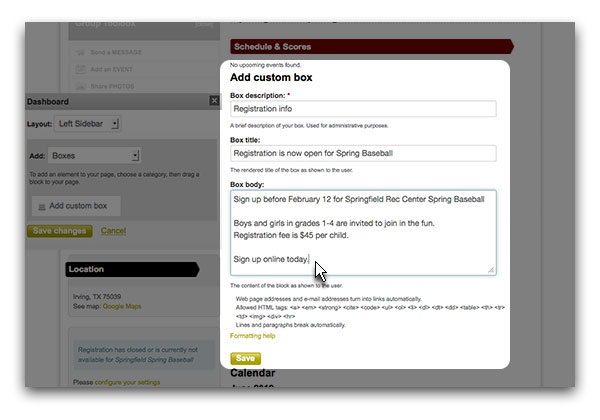 Group Toolbox
Send a MESSAGE
Add an EVENT
Share PHOTOS
Schedule & Scores
No upcoming events found.
Dashboard
Layout: Left Sidebar
Add: Boxes
To add an element to your page, choose a category, then drag a
block to your page.
Add custom box
Save changes Cancel
Location
Irving, TX 75039
See map: Google Maps
Registration has closed or is currently not
available for Springfield Spring Baseball
Please configure your settings
Add custom box
Box description: *
Registration info
A brief description of your box. Used for administrative purposes.
Box title:
Registration is now open for Spring Baseball
The rendered title of the box as shown to the user.
Box body:
Sign up before February 12 for Springfield Rec Center Spring Baseball
Boys and girls in grades 1-4 are invited to join in the fun.
Registration fee is $45 per child.
Sign up online today.
The content of the block as shown to the user.
Web page addresses and e-mail addresses turn into links automatically.
Allowed HTML tags: <a> <em> <strong> <cite> <code> <ul> <ol> <li> <dl> <dt> <dd> <table> <th> <tr>
<td> <img> <div> <hr>
Lines and paragraphs break automatically.
Formatting help
Save
Calendar